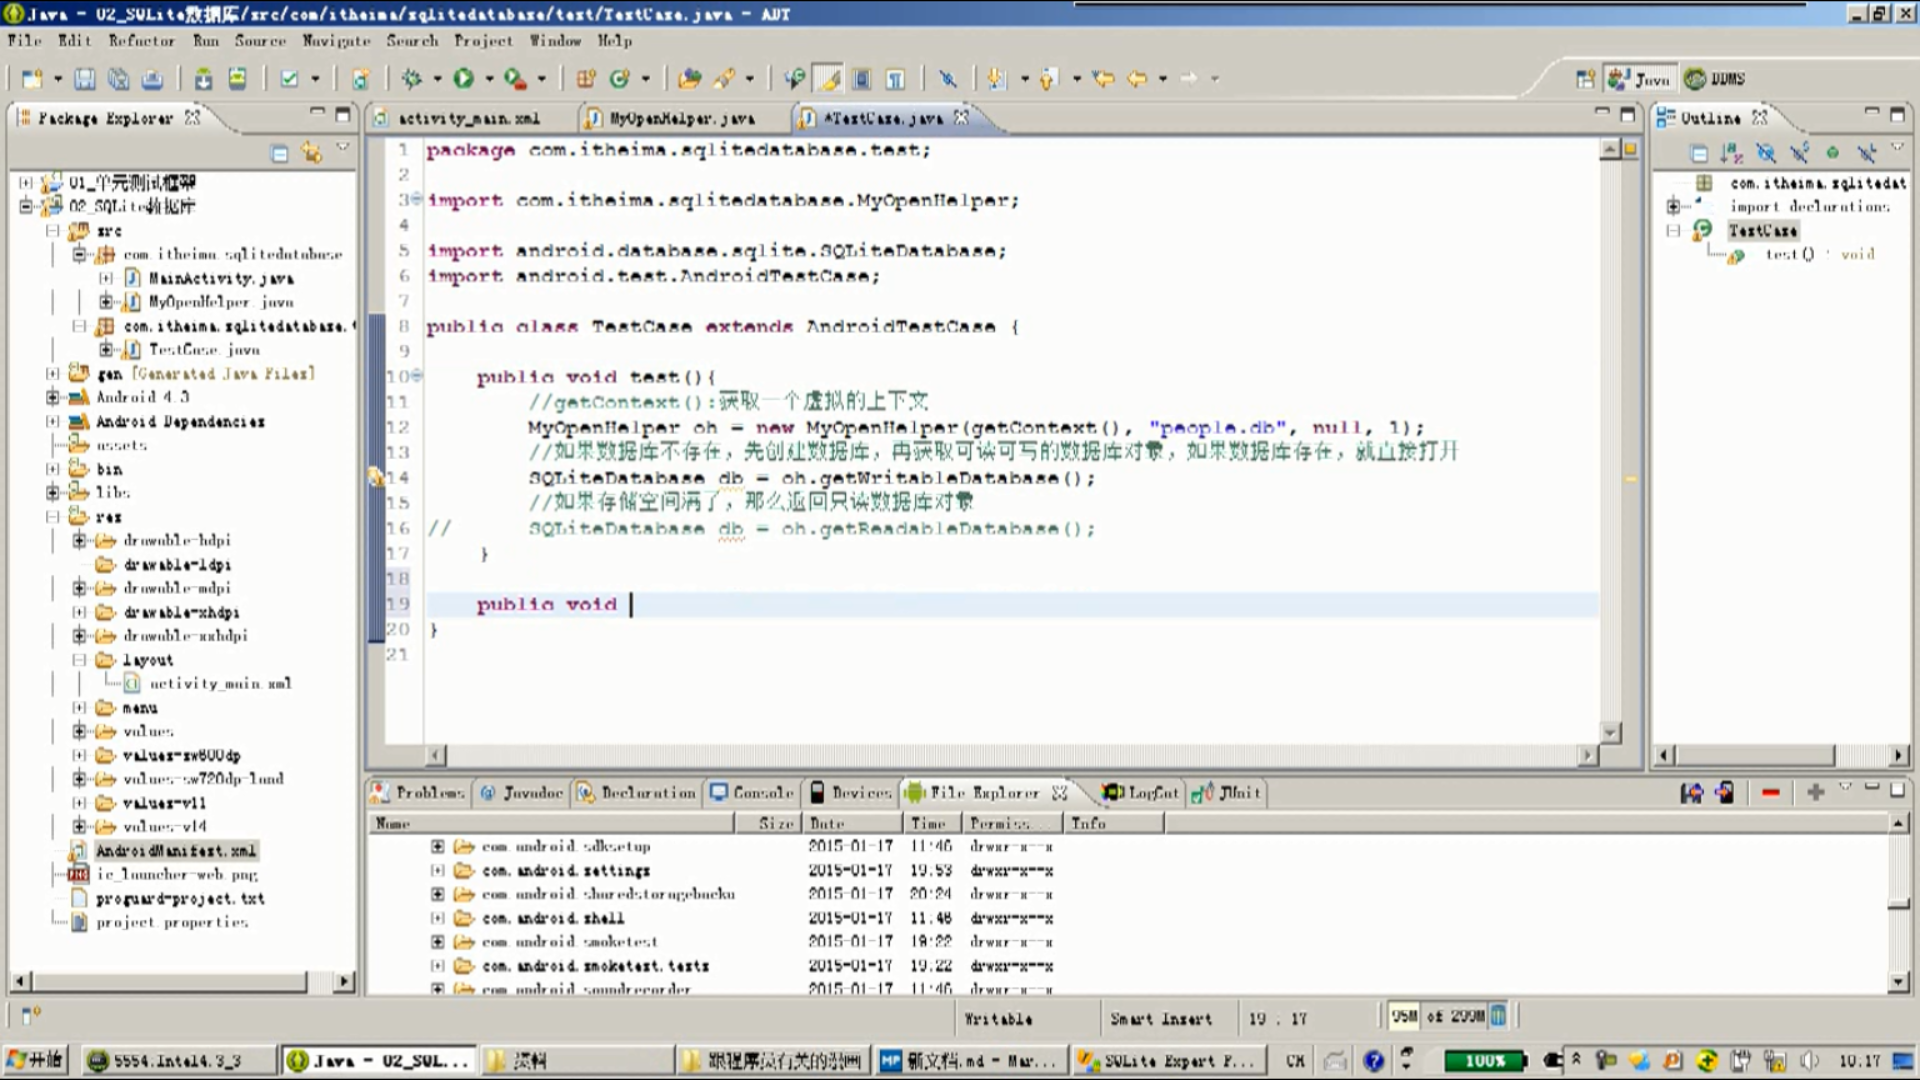 Java - 02_SQLite数据库/src/com/itheima/sqlitedatabase/test/TestCase.java - ADT
File Edit Refactor Run Source Navigate Search Project Window Help
Java DDMS
Package Explorer
activity_main.xml
MyOpenHelper.java
*TestCase.java
Outline
01_单元测试框架
02_SQLite数据库
src
com.itheima.sqlitedatabase
MainActivity.java
MyOpenHelper.java
com.itheima.sqlitedatabase.t
TestCase.java
gen [Generated Java Files]
Android 4.3
Android Dependencies
assets
bin
libs
res
drawable-hdpi
drawable-ldpi
drawable-mdpi
drawable-xhdpi
drawable-xxhdpi
layout
activity_main.xml
menu
values
values-sw600dp
values-sw720dp-land
values-v11
values-v14
AndroidManifest.xml
ic_launcher-web.png
proguard-project.txt
project.properties
1 package com.itheima.sqlitedatabase.test;
2
3 import com.itheima.sqlitedatabase.MyOpenHelper;
4
5 import android.database.sqlite.SQLiteDatabase;
6 import android.test.AndroidTestCase;
7
8 public class TestCase extends AndroidTestCase {
9
10 public void test(){
11 //getContext():获取一个虚拟的上下文
12 MyOpenHelper oh = new MyOpenHelper(getContext(), "people.db", null, 1);
13 //如果数据库不存在，先创建数据库，再获取可读可写的数据库对象，如果数据库存在，就直接打开
14 SQLiteDatabase db = oh.getWritableDatabase();
15 //如果存储空间满了，那么返回只读数据库对象
16 // SQLiteDatabase db = oh.getReadableDatabase();
17 }
18
19 public void
20 }
21
com.itheima.sqlitedat
import declarations
TestCase
test() : void
Problems Javadoc Declaration Console Devices File Explorer LogCat JUnit
Name Size Date Time Permiss... Info
com.android.sdksetup 2015-01-17 11:46 drwxr-x--x
com.android.settings 2015-01-17 19:53 drwxr-x--x
com.android.sharedstoragebacku 2015-01-17 20:24 drwxr-x--x
com.android.shell 2015-01-17 11:46 drwxr-x--x
com.android.smoketest 2015-01-17 19:22 drwxr-x--x
com.android.smoketest.tests 2015-01-17 19:22 drwxr-x--x
com.android.soundrecorder 2015-01-17 11:46 drwxr-x--x
Writable Smart Insert 19 : 17 95M of 299M
开始 5554:Intel4.3_3 Java - 02_SQL... 资料 跟程序员有关的动画 新文档.md - Mar... SQLite Expert P... CH 100% 10:17